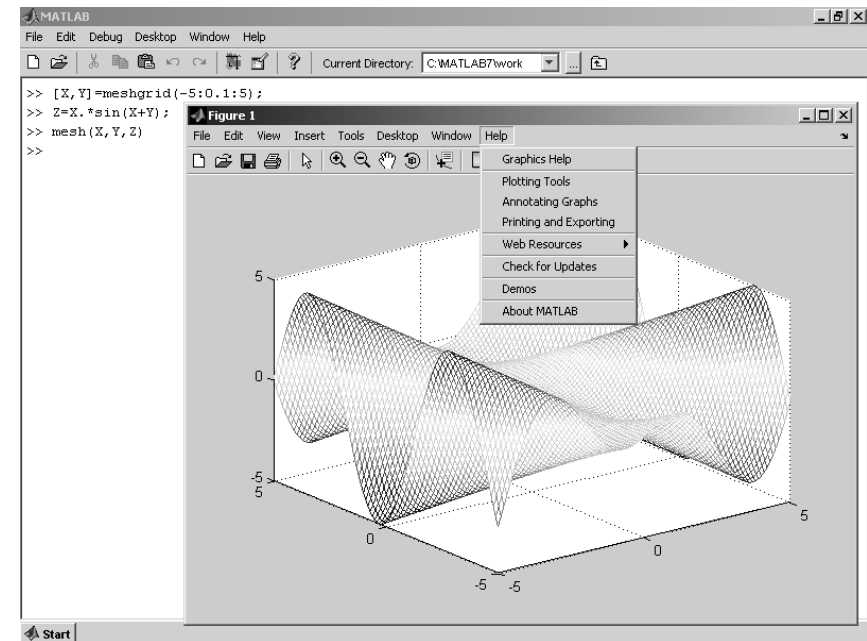 MATLAB
File Edit Debug Desktop Window Help
Current Directory: C:\MATLAB7\work
>> [X,Y]=meshgrid(-5:0.1:5);
>> Z=X.*sin(X+Y);
>> mesh(X,Y,Z)
>>
Figure 1
File Edit View Insert Tools Desktop Window Help
Graphics Help
Plotting Tools
Annotating Graphs
Printing and Exporting
Web Resources
Check for Updates
Demos
About MATLAB
5
0
-5
5
0
-5
-5
0
5
Start